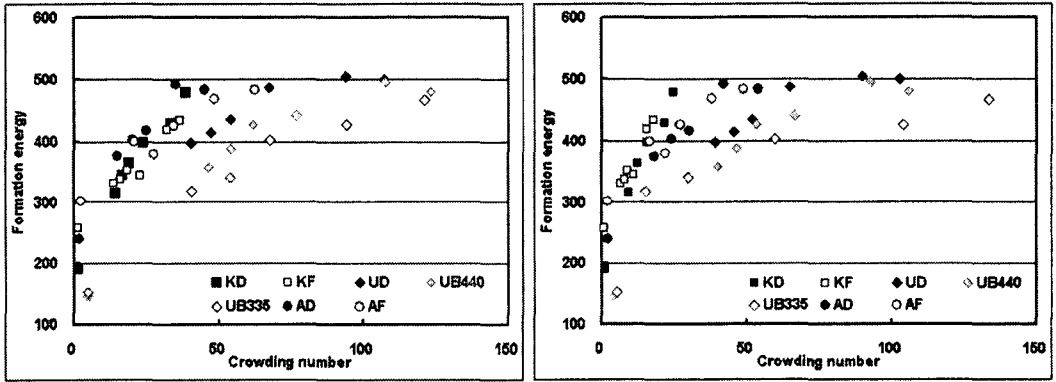 600
500
400
300
200
100
Formation energy
■ KD □ KF ◆ UD ◇ UB440
◇ UB335 ● AD ○ AF
0 50 100 150
Crowding number
600
500
400
300
200
100
Formation energy
■ KD □ KF ◆ UD ◇ UB440
◇ UB335 ● AD ○ AF
0 50 100 150
Crowding number